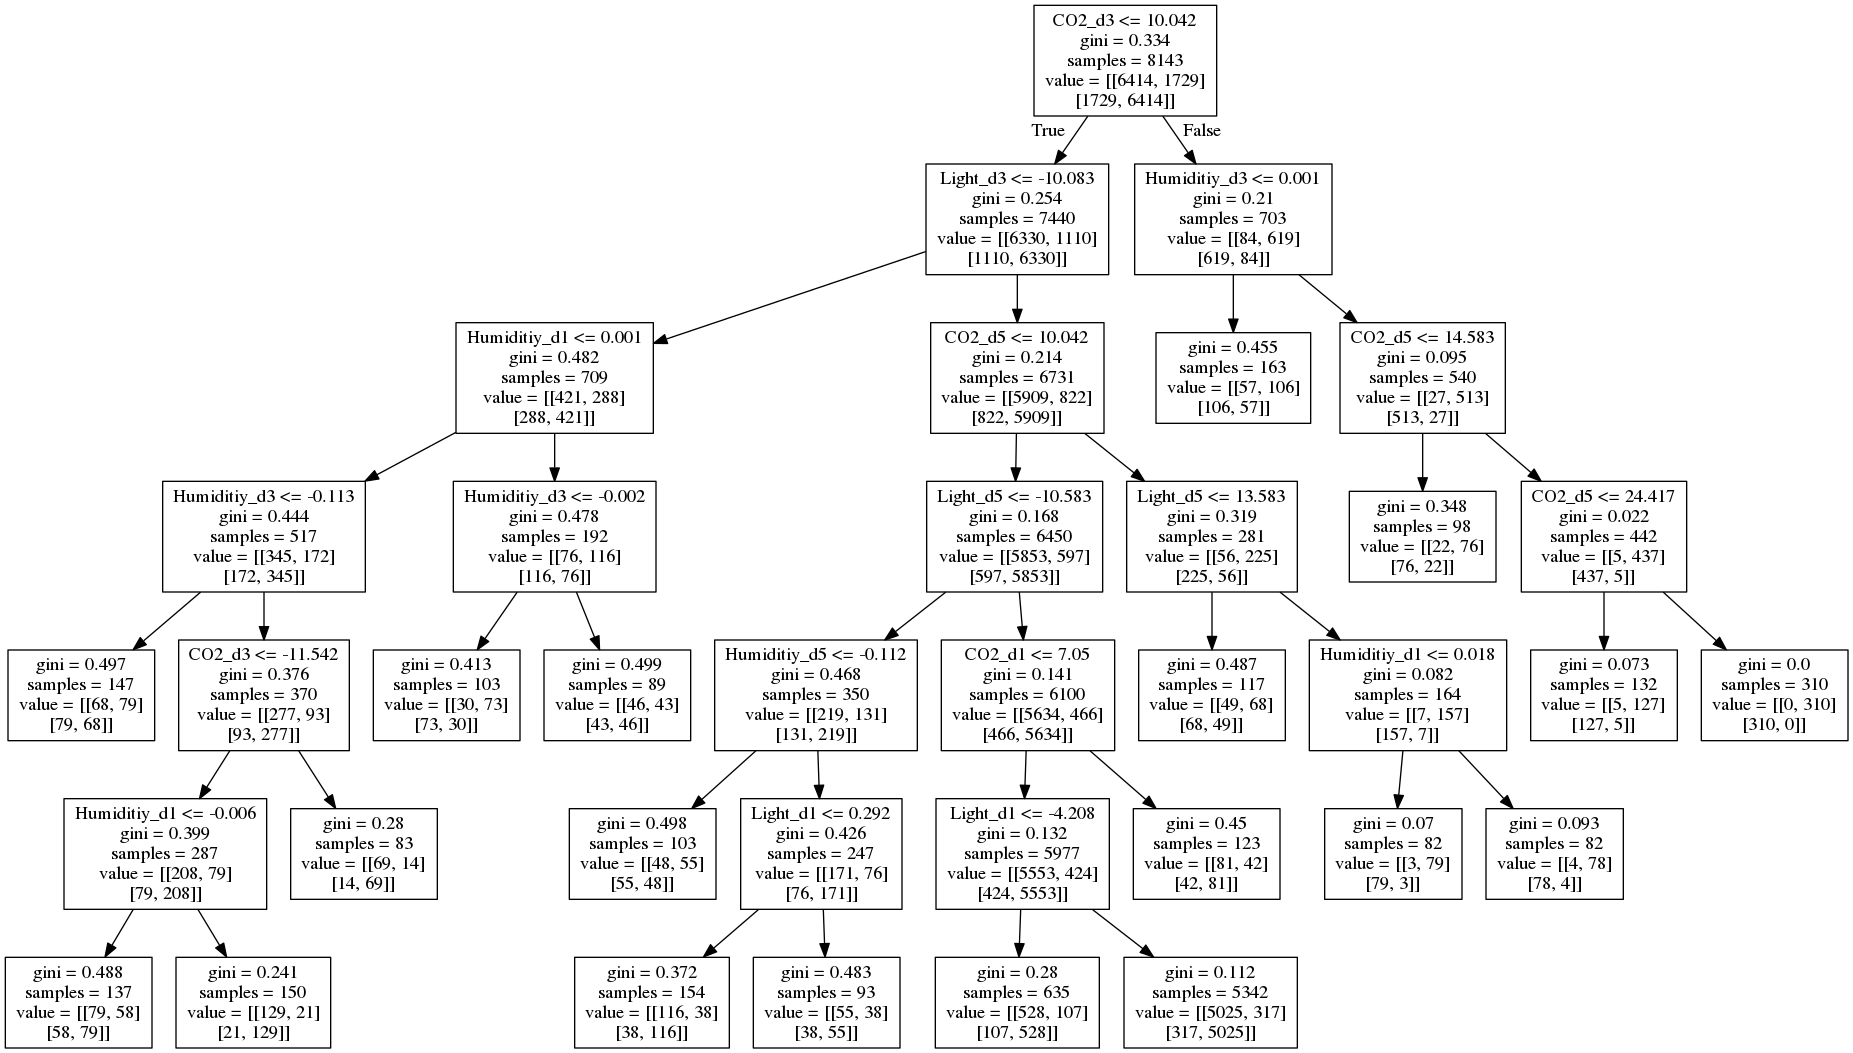 CO2_d3 <= 10.042
gini = 0.334
samples = 8143
value = [[6414, 1729]
[1729, 6414]]
True
False
Light_d3 <= -10.083
gini = 0.254
samples = 7440
value = [[6330, 1110]
[1110, 6330]]
Humiditiy_d3 <= 0.001
gini = 0.21
samples = 703
value = [[84, 619]
[619, 84]]
Humiditiy_d1 <= 0.001
gini = 0.482
samples = 709
value = [[421, 288]
[288, 421]]
CO2_d5 <= 10.042
gini = 0.214
samples = 6731
value = [[5909, 822]
[822, 5909]]
gini = 0.455
samples = 163
value = [[57, 106]
[106, 57]]
CO2_d5 <= 14.583
gini = 0.095
samples = 540
value = [[27, 513]
[513, 27]]
Humiditiy_d3 <= -0.113
gini = 0.444
samples = 517
value = [[345, 172]
[172, 345]]
Humiditiy_d3 <= -0.002
gini = 0.478
samples = 192
value = [[76, 116]
[116, 76]]
Light_d5 <= -10.583
gini = 0.168
samples = 6450
value = [[5853, 597]
[597, 5853]]
Light_d5 <= 13.583
gini = 0.319
samples = 281
value = [[56, 225]
[225, 56]]
gini = 0.348
samples = 98
value = [[22, 76]
[76, 22]]
CO2_d5 <= 24.417
gini = 0.022
samples = 442
value = [[5, 437]
[437, 5]]
gini = 0.497
samples = 147
value = [[68, 79]
[79, 68]]
CO2_d3 <= -11.542
gini = 0.376
samples = 370
value = [[277, 93]
[93, 277]]
gini = 0.413
samples = 103
value = [[30, 73]
[73, 30]]
gini = 0.499
samples = 89
value = [[46, 43]
[43, 46]]
Humiditiy_d5 <= -0.112
gini = 0.468
samples = 350
value = [[219, 131]
[131, 219]]
CO2_d1 <= 7.05
gini = 0.141
samples = 6100
value = [[5634, 466]
[466, 5634]]
gini = 0.487
samples = 117
value = [[49, 68]
[68, 49]]
Humiditiy_d1 <= 0.018
gini = 0.082
samples = 164
value = [[7, 157]
[157, 7]]
gini = 0.073
samples = 132
value = [[5, 127]
[127, 5]]
gini = 0.0
samples = 310
value = [[0, 310]
[310, 0]]
Humiditiy_d1 <= -0.006
gini = 0.399
samples = 287
value = [[208, 79]
[79, 208]]
gini = 0.28
samples = 83
value = [[69, 14]
[14, 69]]
gini = 0.498
samples = 103
value = [[48, 55]
[55, 48]]
Light_d1 <= 0.292
gini = 0.426
samples = 247
value = [[171, 76]
[76, 171]]
Light_d1 <= -4.208
gini = 0.132
samples = 5977
value = [[5553, 424]
[424, 5553]]
gini = 0.45
samples = 123
value = [[81, 42]
[42, 81]]
gini = 0.07
samples = 82
value = [[3, 79]
[79, 3]]
gini = 0.093
samples = 82
value = [[4, 78]
[78, 4]]
gini = 0.488
samples = 137
value = [[79, 58]
[58, 79]]
gini = 0.241
samples = 150
value = [[129, 21]
[21, 129]]
gini = 0.372
samples = 154
value = [[116, 38]
[38, 116]]
gini = 0.483
samples = 93
value = [[55, 38]
[38, 55]]
gini = 0.28
samples = 635
value = [[528, 107]
[107, 528]]
gini = 0.112
samples = 5342
value = [[5025, 317]
[317, 5025]]